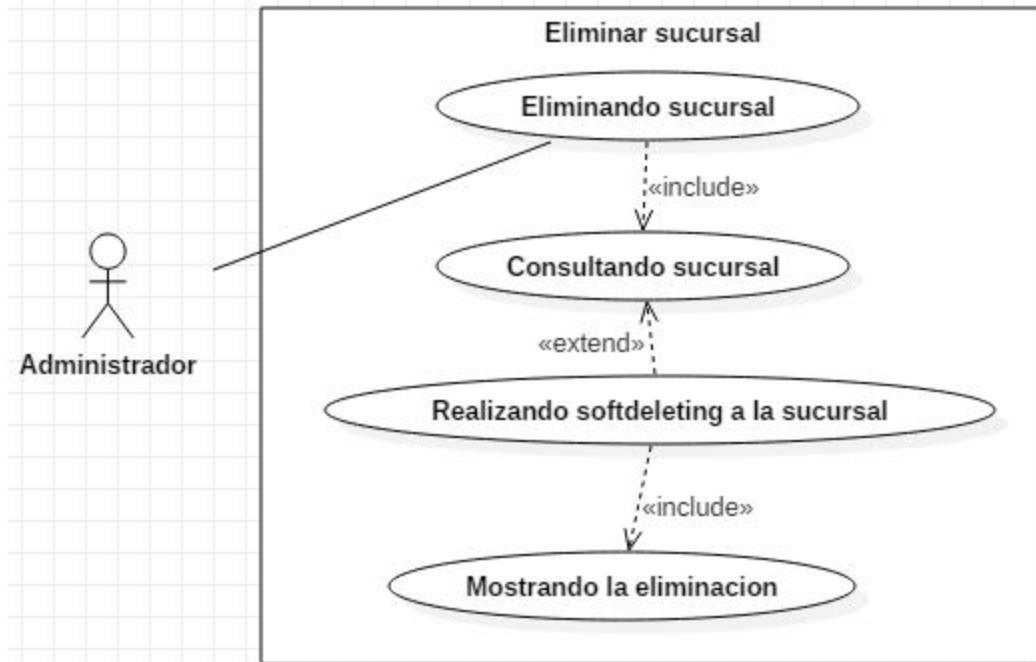 Eliminar sucursal
Eliminando sucursal
«include»
Consultando sucursal
«extend»
Administrador
Realizando softdeleting a la sucursal
«include»
Mostrando la eliminacion